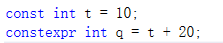 const int t = 10;
constexpr int q = t + 20;